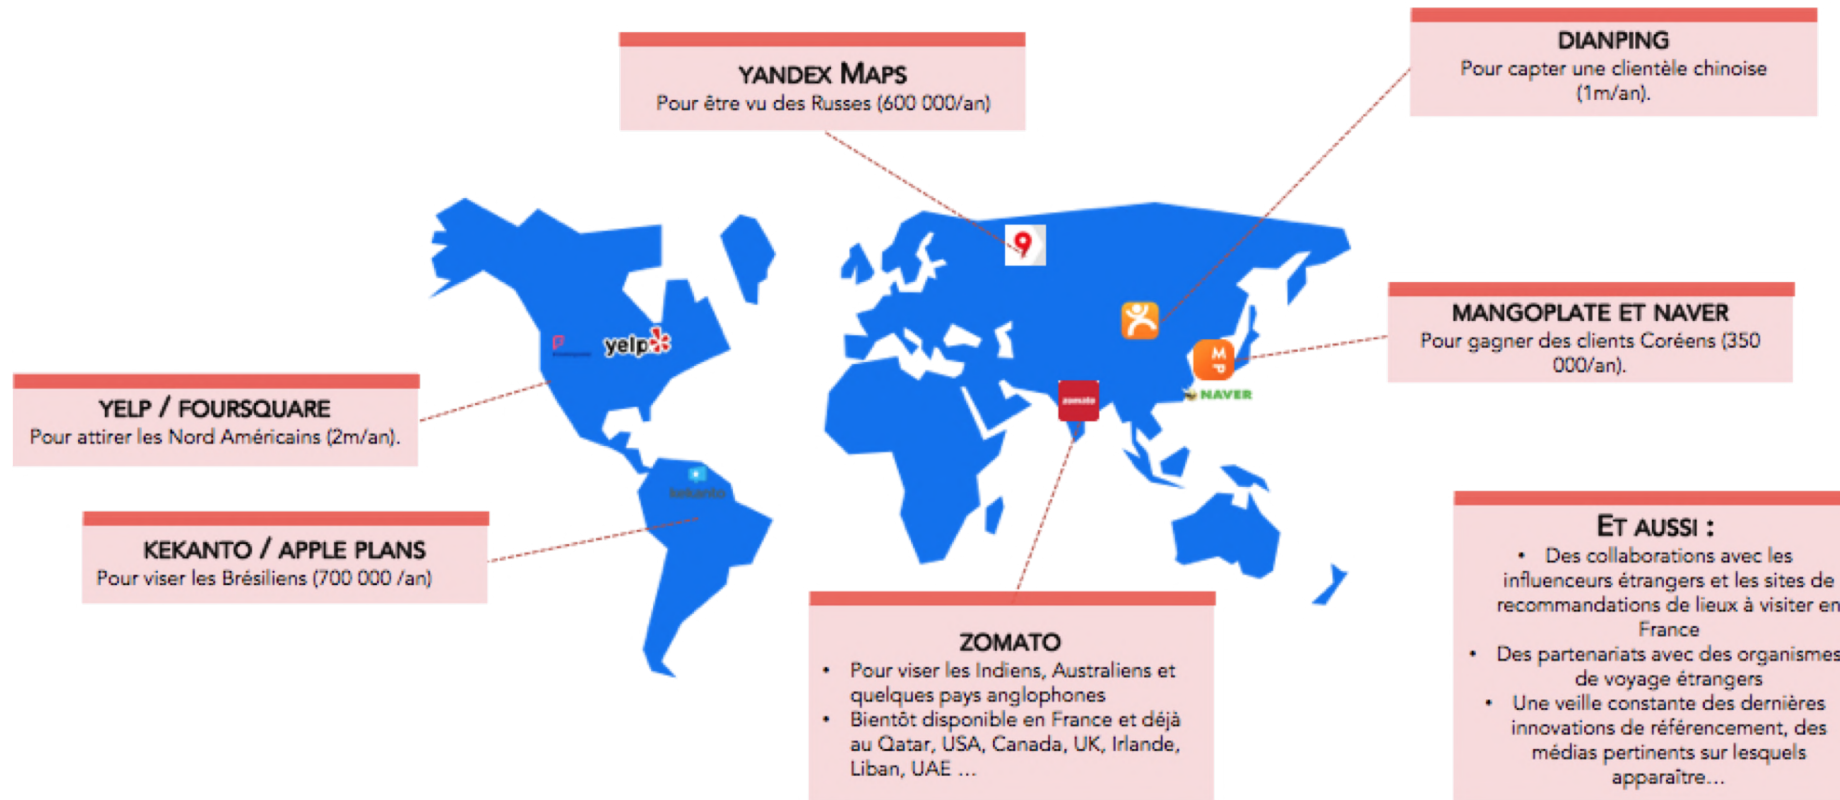 YANDEX MAPS
Pour être vu des Russes (600 000/an)
DIANPING
Pour capter une clientèle chinoise
(1m/an).
MANGOPLATE ET NAVER
Pour gagner des clients Coréens (350
000/an).
M
P
NAVER
zomato
yelp
YELP / FOURSQUARE
Pour attirer les Nord Américains (2m/an).
kekanto
KEKANTO / APPLE PLANS
Pour viser les Brésiliens (700 000 /an)
ZOMATO
• Pour viser les Indiens, Australiens et
quelques pays anglophones
• Bientôt disponible en France et déjà
au Qatar, USA, Canada, UK, Irlande,
Liban, UAE ...
ET AUSSI :
• Des collaborations avec les
influenceurs étrangers et les sites de
recommandations de lieux à visiter en
France
• Des partenariats avec des organismes
de voyage étrangers
• Une veille constante des dernières
innovations de référencement, des
médias pertinents sur lesquels
apparaître...